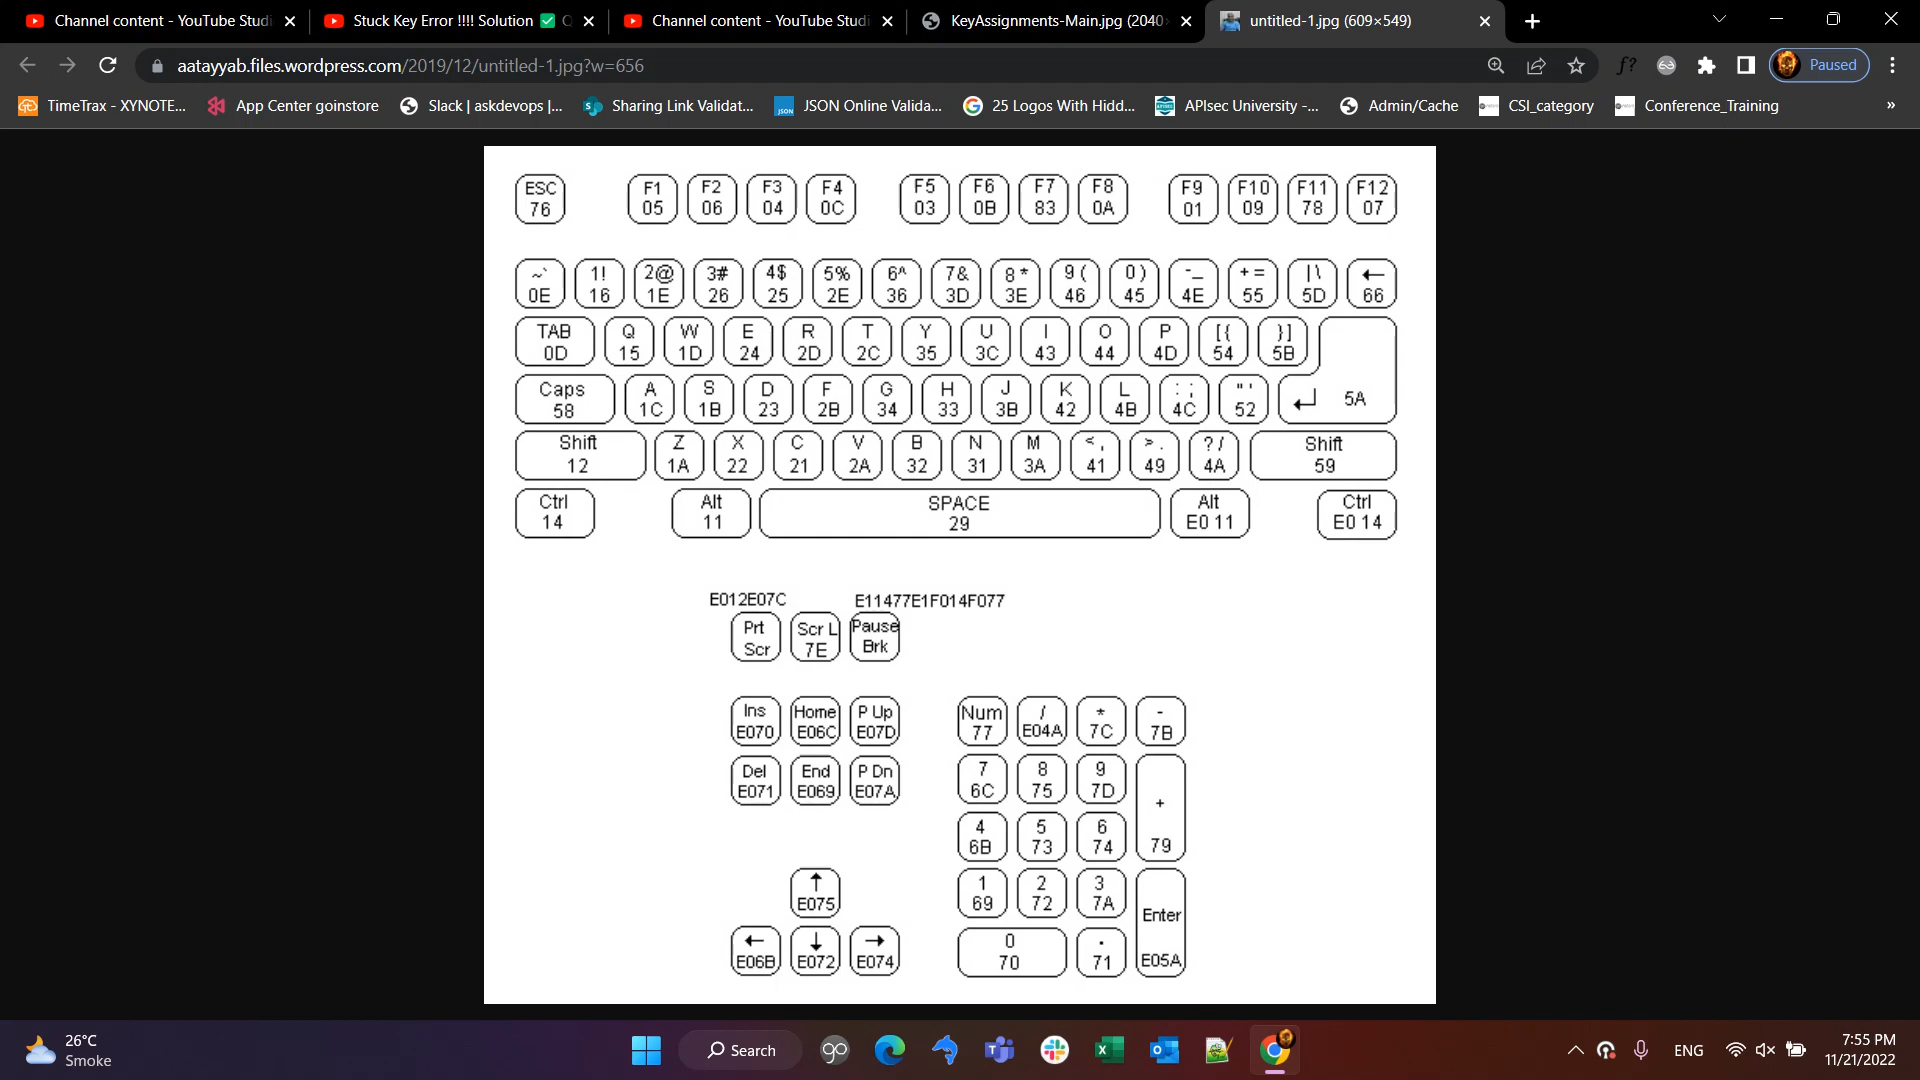 Channel content - YouTube Studi
Stuck Key Error !!!! Solution ✅
Channel content - YouTube Studi
KeyAssignments-Main.jpg (2040
untitled-1.jpg (609×549)
aatayyab.files.wordpress.com/2019/12/untitled-1.jpg?w=656
f?
Paused
TimeTrax - XYNOTE...
App Center goinstore
Slack | askdevops |...
Sharing Link Validat...
JSON Online Valida...
25 Logos With Hidd...
APIsec University -...
Admin/Cache
CSI_category
Conference_Training
»
ESC F1 F2 F3 F4 F5 F6 F7 F8 F9 F10 F11 F12
76 05 06 04 0C 03 0B 83 0A 01 09 78 07
~` 1! 2@ 3# 4$ 5% 6^ 7& 8* 9( 0) -_ += |\ ←
0E 16 1E 26 25 2E 36 3D 3E 46 45 4E 55 5D 66
TAB Q W E R T Y U I O P [{ }]
0D 15 1D 24 2D 2C 35 3C 43 44 4D 54 5B
Caps A S D F G H J K L :; "'
58 1C 1B 23 2B 34 33 3B 42 4B 4C 52 ↵ 5A
Shift Z X C V B N M <, >. ?/ Shift
12 1A 22 21 2A 32 31 3A 41 49 4A 59
Ctrl Alt SPACE Alt Ctrl
14 11 29 E0 11 E0 14
E012E07C E11477E1F014F077
Prt Scr L Pause
Scr 7E Brk
Ins Home P Up Num / * -
E070 E06C E07D 77 E04A 7C 7B
Del End P Dn 7 8 9
E071 E069 E07A 6C 75 7D +
4 5 6
6B 73 74 79
↑ 1 2 3
E075 69 72 7A Enter
← ↓ → 0 .
E06B E072 E074 70 71 E05A
26°C
Smoke
Search
go
ENG
7:55 PM
11/21/2022